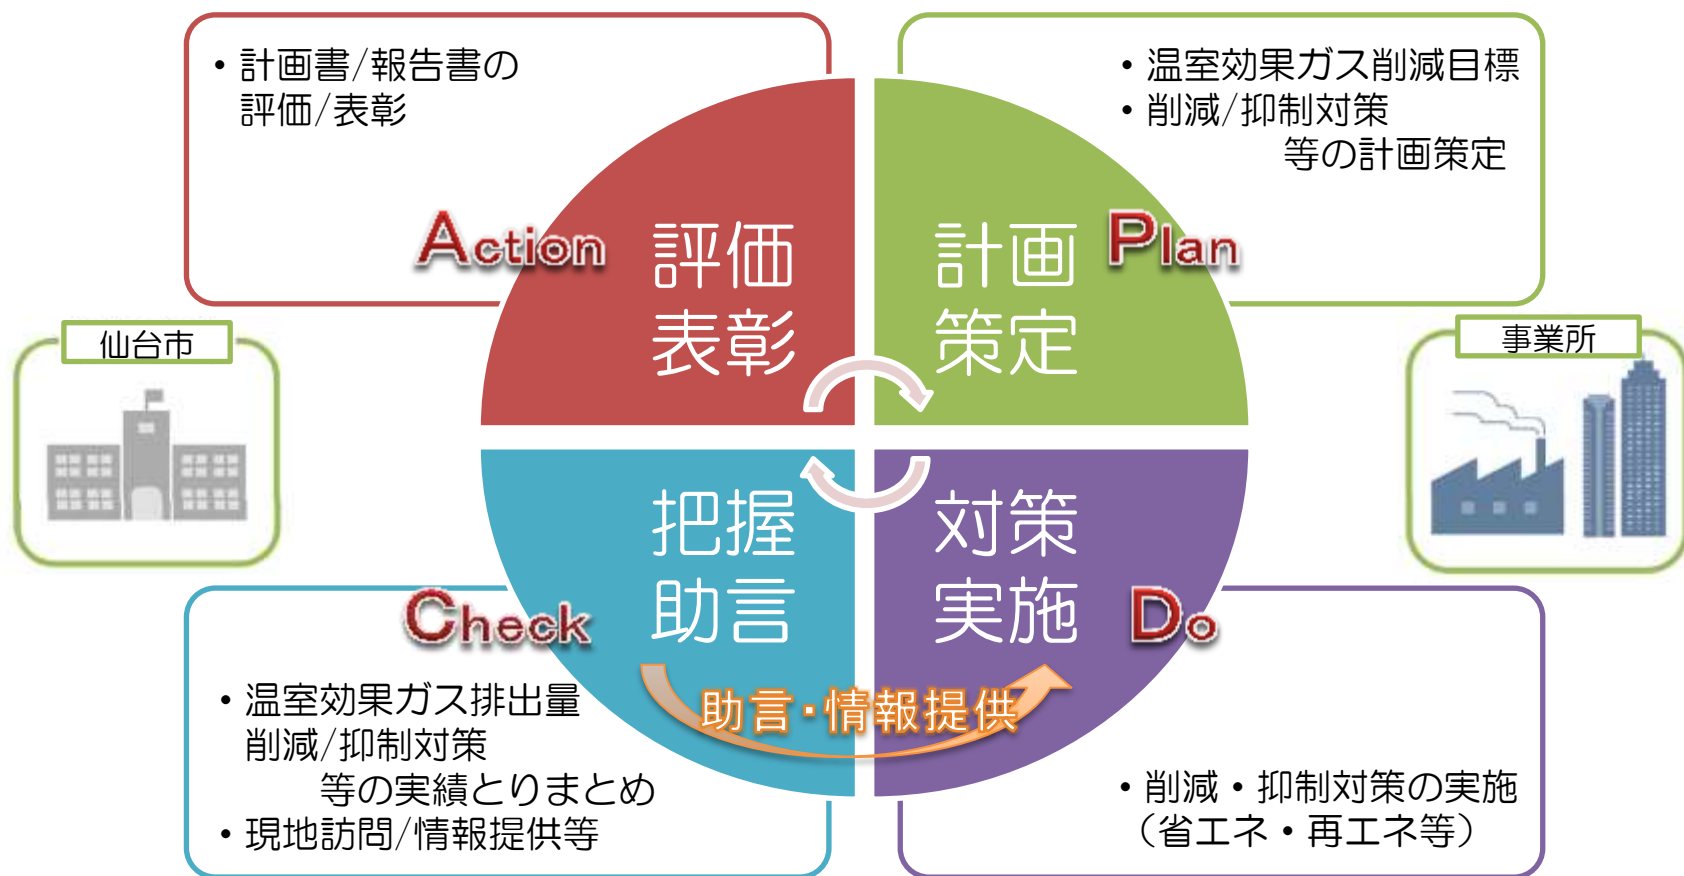 ・計画書/報告書の
評価/表彰
Action
評価
表彰
・温室効果ガス削減目標
・削減/抑制対策
等の計画策定
計画
策定
Plan
仙台市
事業所
把握
助言
Check
・温室効果ガス排出量
削減/抑制対策
等の実績とりまとめ
・現地訪問/情報提供等
対策
実施
Do
助言・情報提供
・削減・抑制対策の実施
（省エネ・再エネ等）